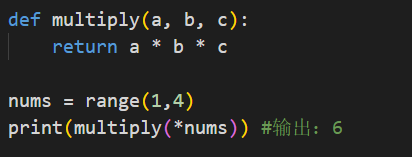 def multiply(a, b, c):
    return a * b * c

nums = range(1,4)
print(multiply(*nums)) #输出：6